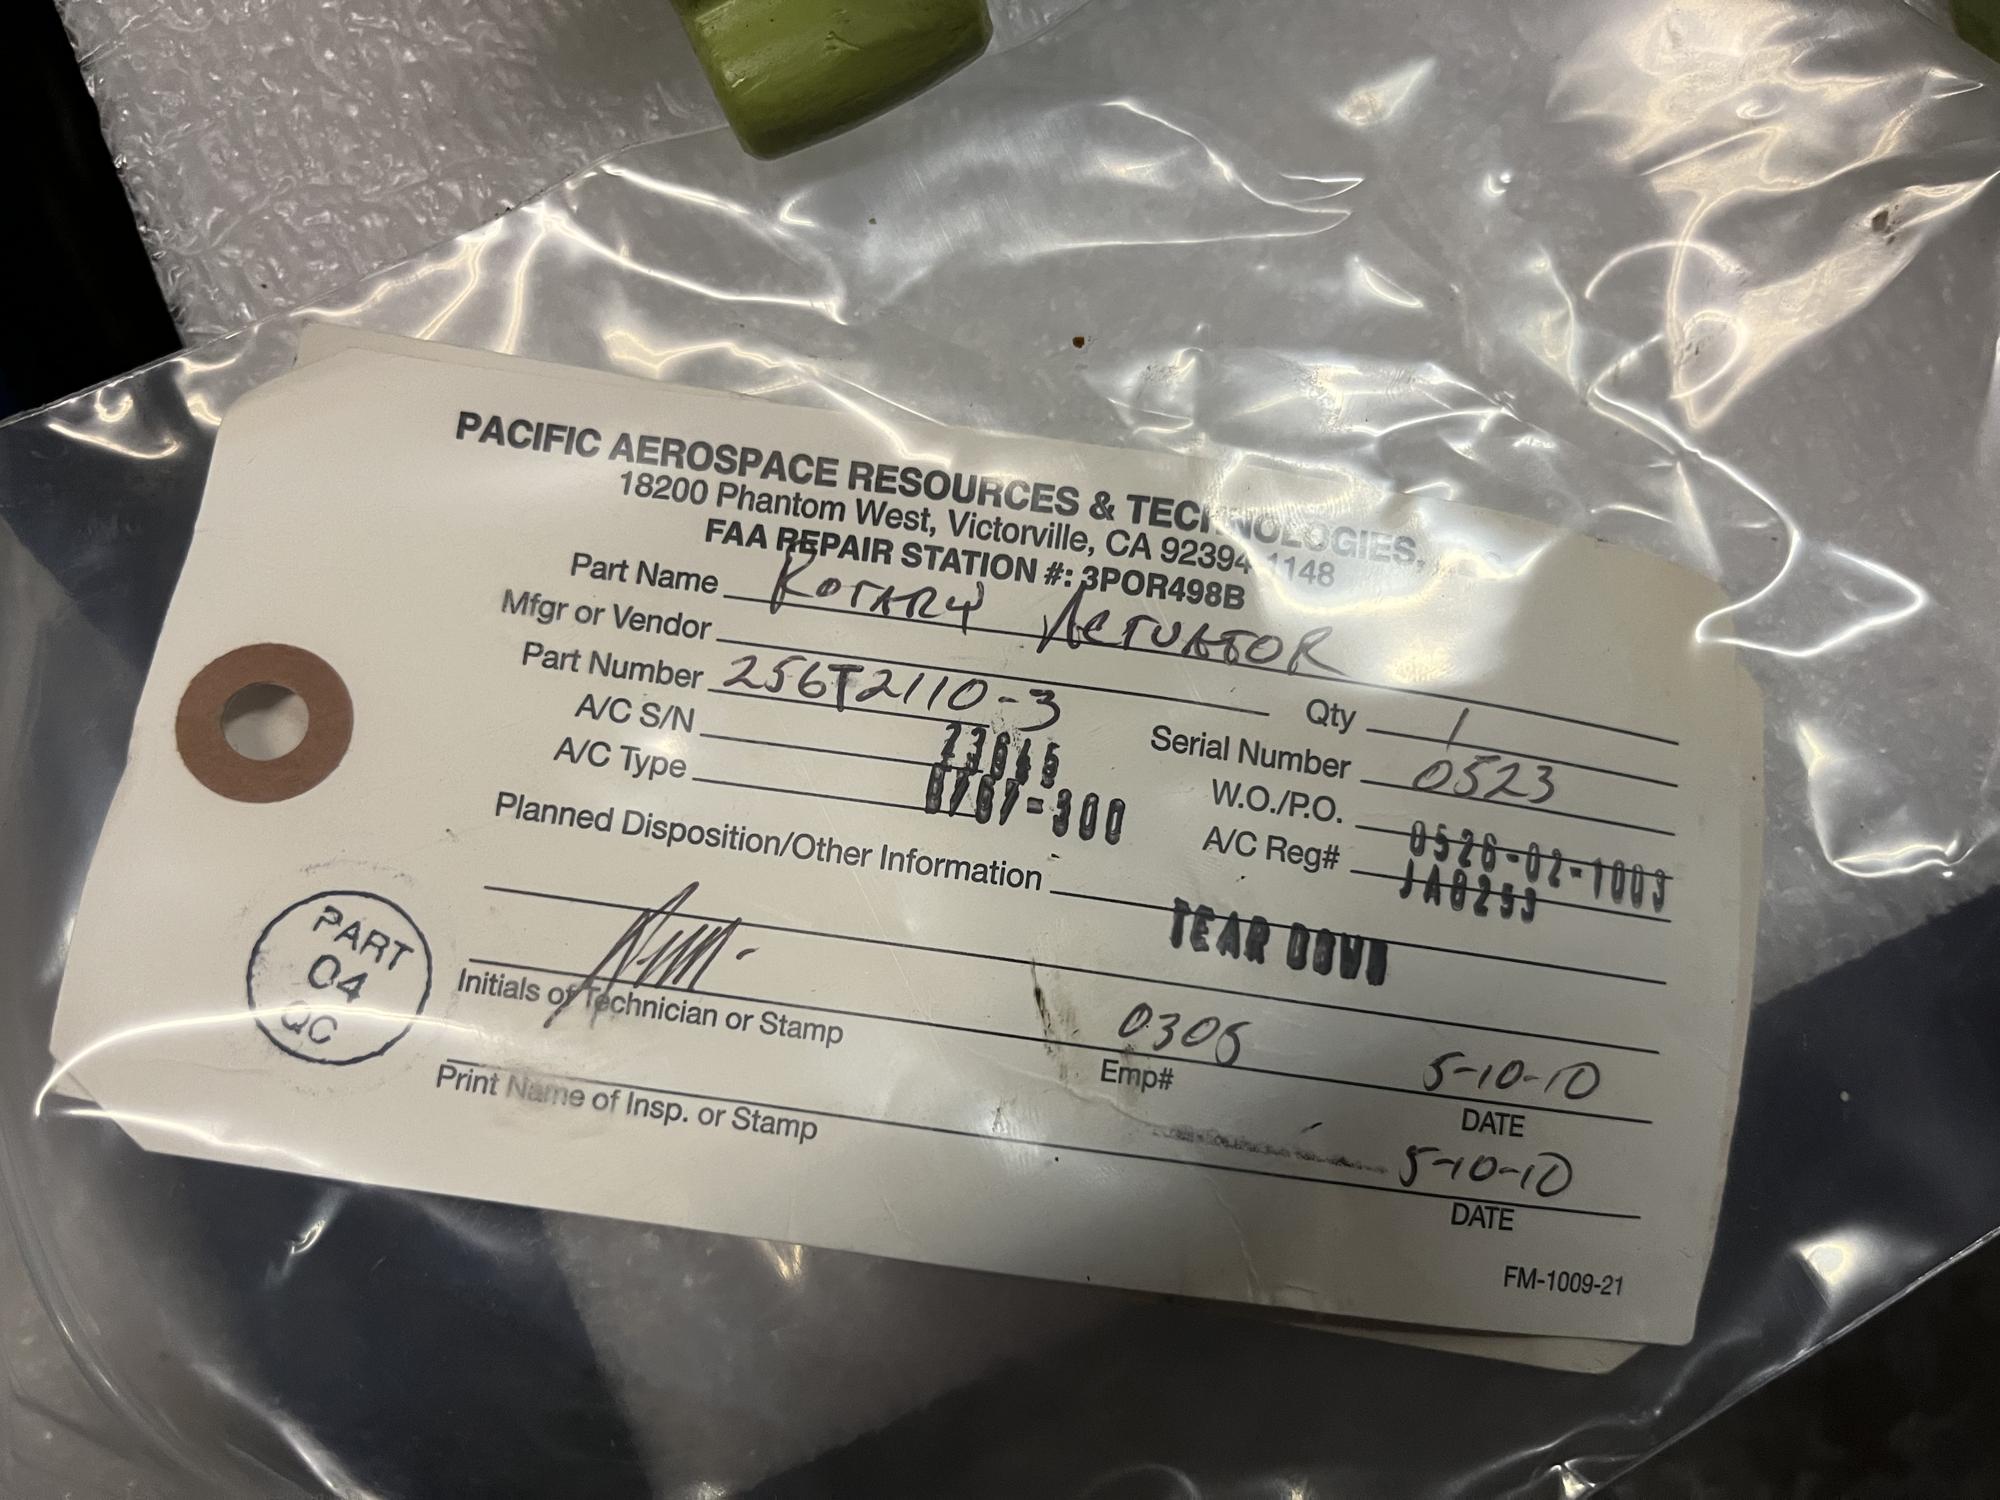 PACIFIC AEROSPACE RESOURCES & TECHNOLOGIES,
18200 Phantom West, Victorville, CA 92394-1148
FAA REPAIR STATION #: 3POR498B
Part Name ROTARY ACTUATOR
Mfgr or Vendor Qty 1
Part Number 256T2110-3 Serial Number 0523
A/C S/N 23645 W.O./P.O. 0526-02-1003
A/C Type B767-300 A/C Reg# JA8253
Planned Disposition/Other Information TEAR DOWN
0306 5-10-10
Initials of Technician or Stamp Emp# DATE
5-10-10
Print Name of Insp. or Stamp DATE
PART
04
QC
FM-1009-21